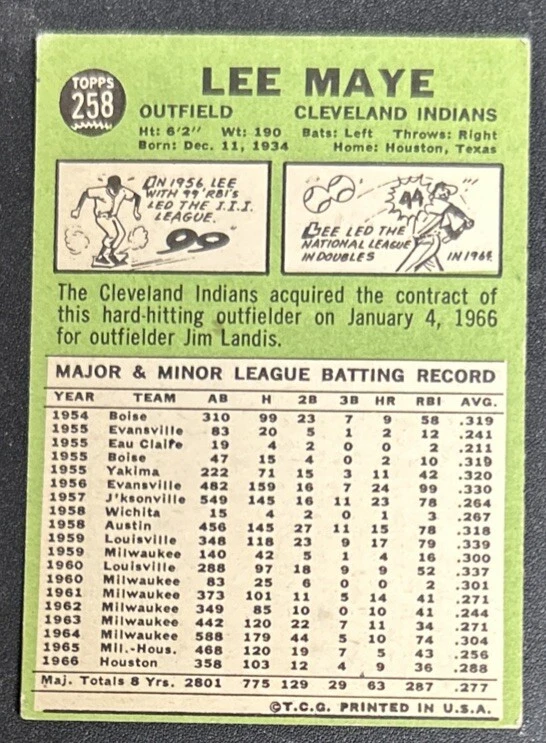 TOPPS
258
LEE MAYE
OUTFIELD CLEVELAND INDIANS
Ht: 6'2" Wt: 190 Bats: Left Throws: Right
Born: Dec. 11, 1934 Home: Houston, Texas
IN 1956, LEE
WITH 99 RBI'S
LED THE I.I.I.
LEAGUE.
99
44
LEE LED THE
NATIONAL LEAGUE
IN DOUBLES IN 1964
The Cleveland Indians acquired the contract of
this hard-hitting outfielder on January 4, 1966
for outfielder Jim Landis.
MAJOR & MINOR LEAGUE BATTING RECORD
YEAR TEAM AB H 2B 3B HR RBI AVG.
1954 Boise 310 99 23 7 9 58 .319
1955 Evansville 83 20 5 1 2 12 .241
1955 Eau Claire 19 4 2 0 0 2 .211
1955 Boise 47 15 4 0 2 10 .319
1955 Yakima 222 71 15 3 11 42 .320
1956 Evansville 482 159 16 7 24 99 .330
1957 J'ksonville 549 145 16 11 23 78 .264
1958 Wichita 15 4 2 0 1 3 .267
1958 Austin 456 145 27 11 15 78 .318
1959 Louisville 348 118 23 9 17 79 .339
1959 Milwaukee 140 42 5 1 4 16 .300
1960 Louisville 288 97 18 9 9 52 .337
1960 Milwaukee 83 25 6 0 0 2 .301
1961 Milwaukee 373 101 11 5 14 41 .271
1962 Milwaukee 349 85 10 0 10 41 .244
1963 Milwaukee 442 120 22 7 11 34 .271
1964 Milwaukee 588 179 44 5 10 74 .304
1965 Mil.-Hous. 468 120 19 7 5 43 .256
1966 Houston 358 103 12 4 9 36 .288
Maj. Totals 8 Yrs. 2801 775 129 29 63 287 .277
©T.C.G. PRINTED IN U.S.A.